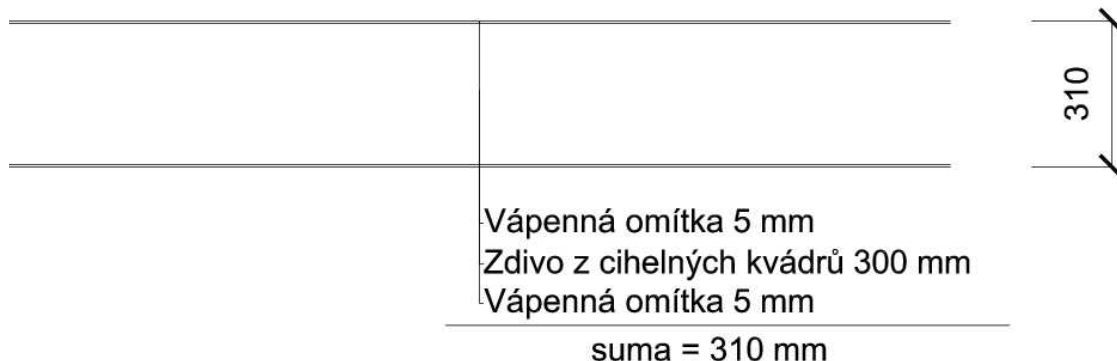 310
Vápenná omítka 5 mm
Zdivo z cihelných kvádrů 300 mm
Vápenná omítka 5 mm
suma = 310 mm